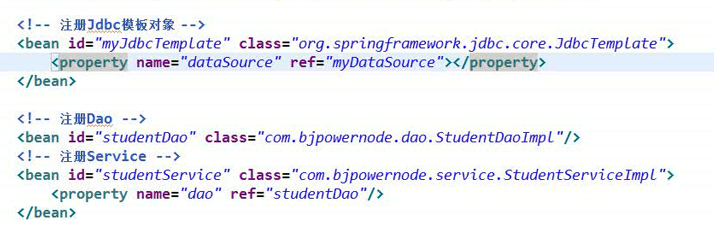 <!-- 注册Jdbc模板对象 -->
<bean id="myJdbcTemplate" class="org.springframework.jdbc.core.JdbcTemplate">
<property name="dataSource" ref="myDataSource"></property>
</bean>
<!-- 注册Dao -->
<bean id="studentDao" class="com.bjpowernode.dao.StudentDaoImpl"/>
<!-- 注册Service -->
<bean id="studentService" class="com.bjpowernode.service.StudentServiceImpl">
<property name="dao" ref="studentDao"/>
</bean>